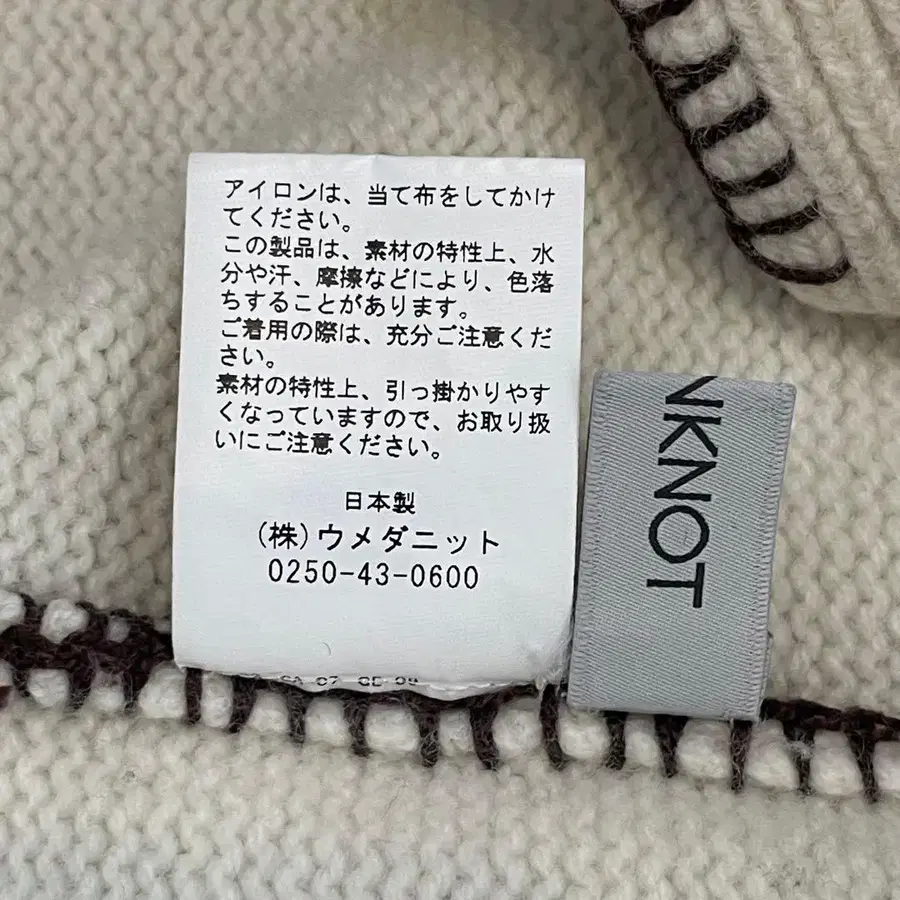 アイロンは、当て布をしてかけ
てください。
この製品は、素材の特性上、水
分や汗、摩擦などにより、色落
ちすることがあります。
ご着用の際は、充分ご注意くだ
さい。
素材の特性上、引っ掛かりやす
くなっていますので、お取り扱
いにご注意ください。
日本製
(株)ウメダニット
0250-43-0600
NKNOT